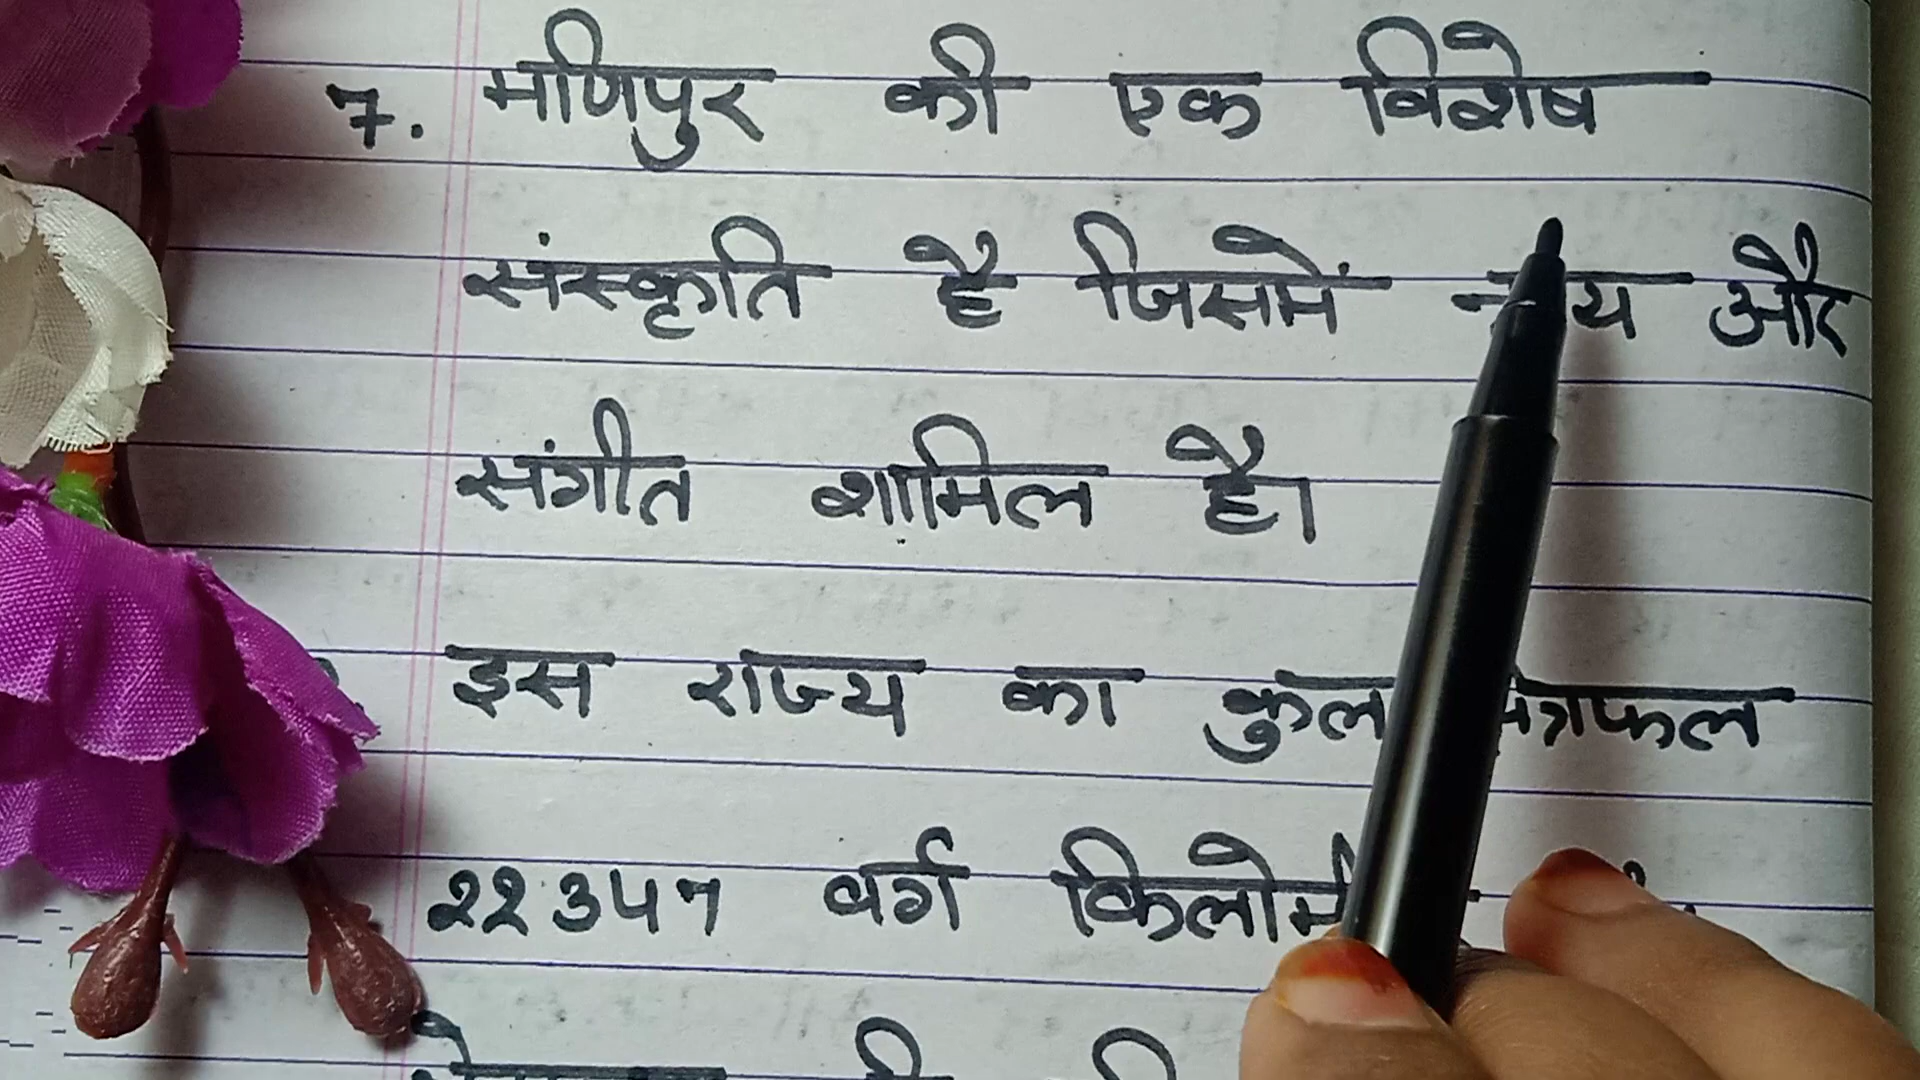 7. मणिपुर की एक विशेष
संस्कृति है जिसमें और
संगीत शामिल है।
इस राज्य का कुल
22347 वर्ग